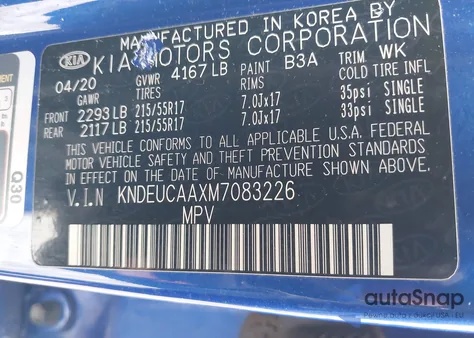 MANUFACTURED IN KOREA BY
KIA KIA MOTORS CORPORATION
04/20 GVWR 4167 LB PAINT B3A TRIM WK
GAWR TIRES RIMS COLD TIRE INFL
FRONT 2293 LB 215/55R17 7.0Jx17 35psi SINGLE
REAR 2117 LB 215/55R17 7.0Jx17 33psi SINGLE
THIS VEHICLE CONFORMS TO ALL APPLICABLE U.S.A. FEDERAL
MOTOR VEHICLE SAFETY AND THEFT PREVENTION STANDARDS
IN EFFECT ON THE DATE OF MANUFACTURE SHOWN ABOVE.
V.I.N KNDEUCAAXM7083226
MPV
Q30
autoSnap